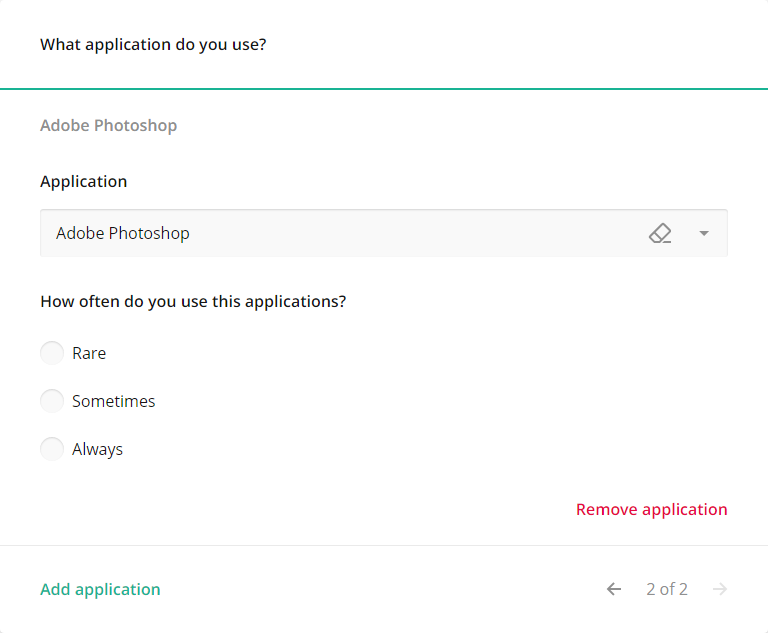 What application do you use?
Adobe Photoshop
Application
Adobe Photoshop
How often do you use this applications?
Rare
Sometimes
Always
Remove application
Add application
2 of 2